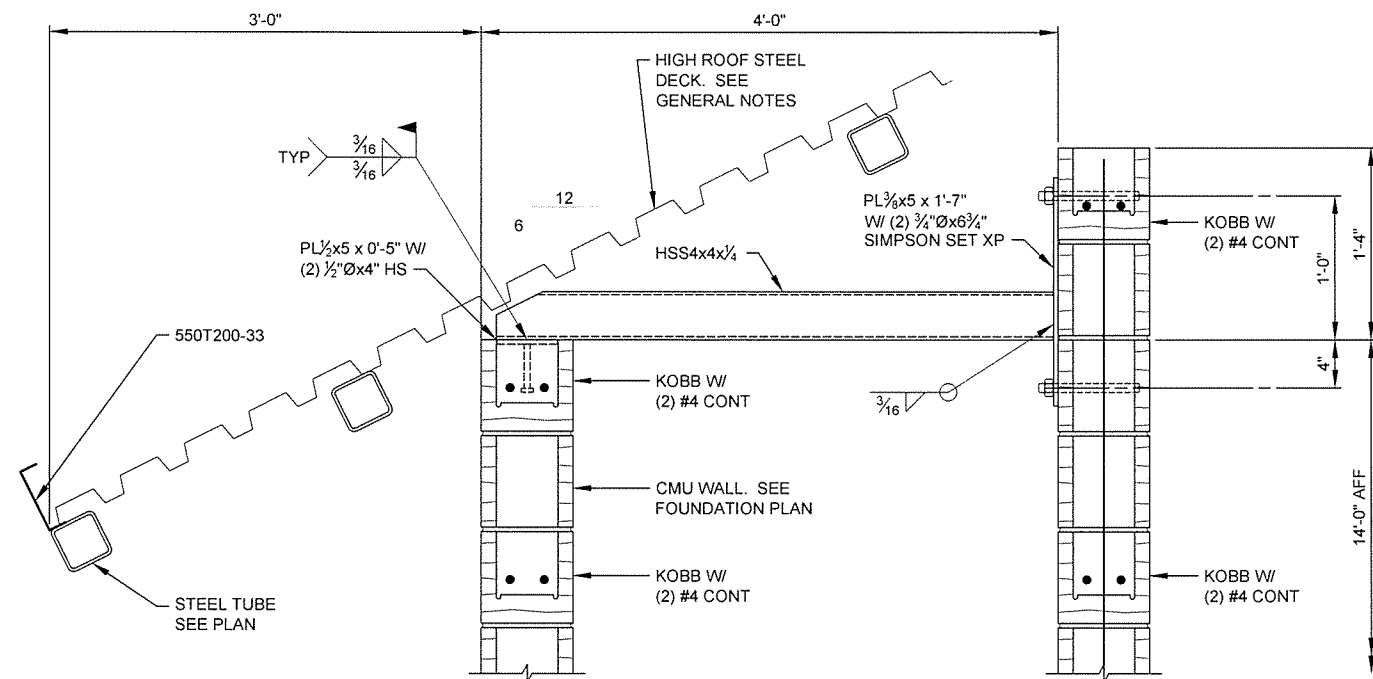 3'-0"
4'-0"
HIGH ROOF STEEL
DECK. SEE
GENERAL NOTES
TYP
3/16
3/16
12
6
PL3/8x5 x 1'-7"
W/ (2) 3/4"Øx6 3/4"
SIMPSON SET XP
KOBB W/
(2) #4 CONT
1'-0"
1'-4"
PL1/2x5 x 0'-5" W/
(2) 1/2"Øx4" HS
HSS4x4x1/4
550T200-33
KOBB W/
(2) #4 CONT
3/16
4"
CMU WALL. SEE
FOUNDATION PLAN
14'-0" AFF
KOBB W/
(2) #4 CONT
KOBB W/
(2) #4 CONT
STEEL TUBE
SEE PLAN